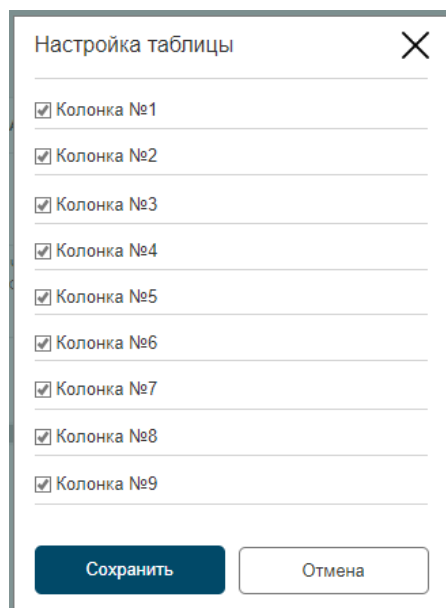 Настройка таблицы
Колонка №1
Колонка №2
Колонка №3
Колонка №4
Колонка №5
Колонка №6
Колонка №7
Колонка №8
Колонка №9
Сохранить Отмена